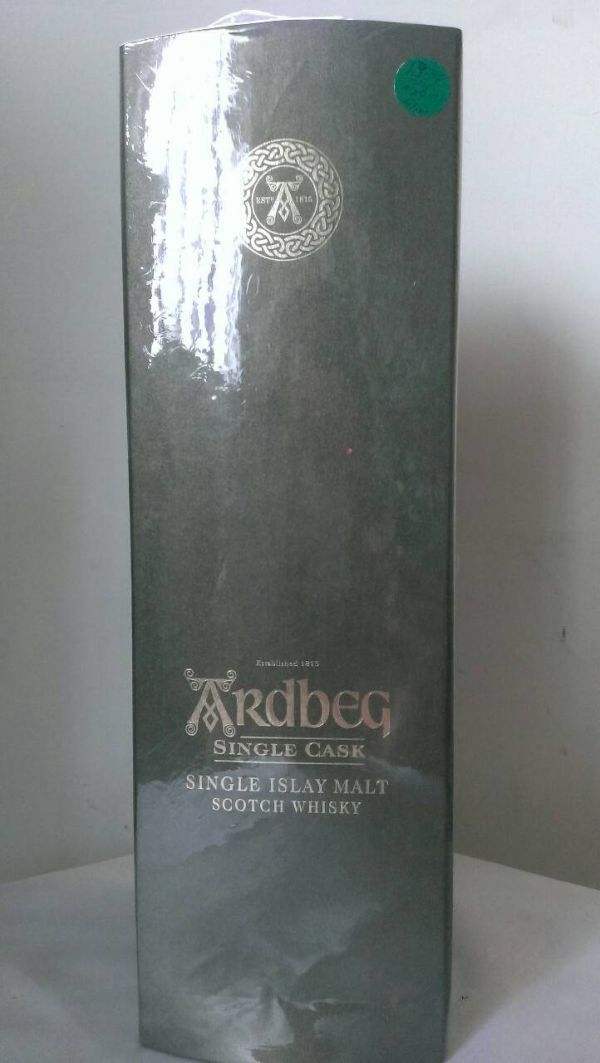 ESTD A 1815
Established 1815
ARDBEG
SINGLE CASK
SINGLE ISLAY MALT
SCOTCH WHISKY